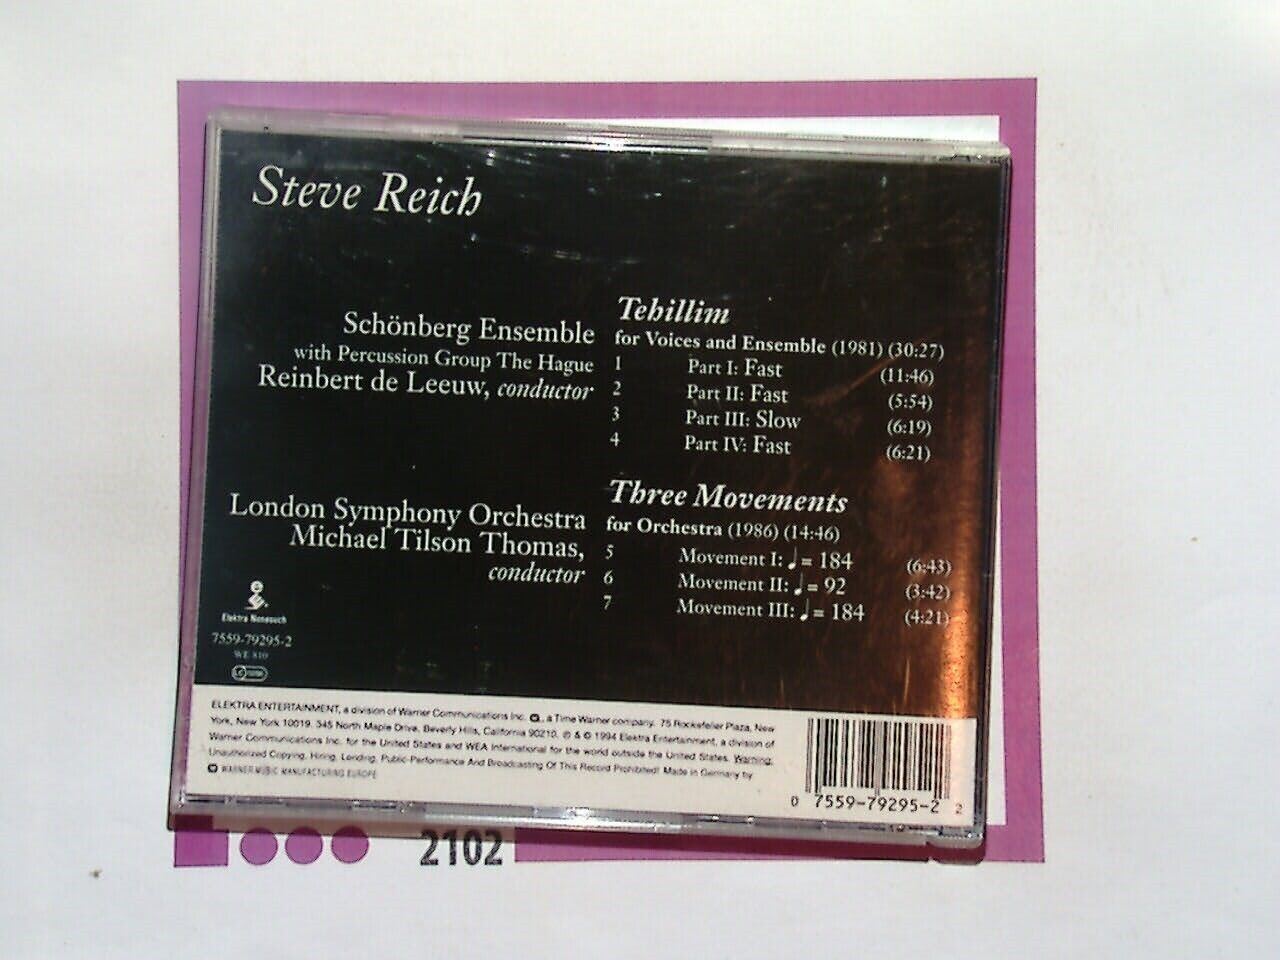 Steve Reich
Schönberg Ensemble
with Percussion Group The Hague
Reinbert de Leeuw, conductor
Tehillim
for Voices and Ensemble (1981) (30:27)
1 Part I: Fast (11:46)
2 Part II: Fast (5:54)
3 Part III: Slow (6:19)
4 Part IV: Fast (6:21)
London Symphony Orchestra
Michael Tilson Thomas,
conductor
Three Movements
for Orchestra (1986) (14:46)
5 Movement I: ♩= 184 (6:43)
6 Movement II: ♩= 92 (3:42)
7 Movement III: ♩= 184 (4:21)
Elektra Nonesuch
7559-79295-2
WE 810
LC
ELEKTRA ENTERTAINMENT, a division of Warner Communications Inc. , a Time Warner company. 75 Rockefeller Plaza, New
York, New York 10019. 345 North Maple Drive, Beverly Hills, California 90210. ℗ & © 1994 Elektra Entertainment, a division of
Warner Communications Inc. for the United States and WEA International for the world outside the United States. Warning:
Unauthorized Copying, Hiring, Lending, Public Performance And Broadcasting Of This Record Prohibited! Made in Germany by
WARNER MUSIC MANUFACTURING EUROPE
0 7559-79295-2 2
2102